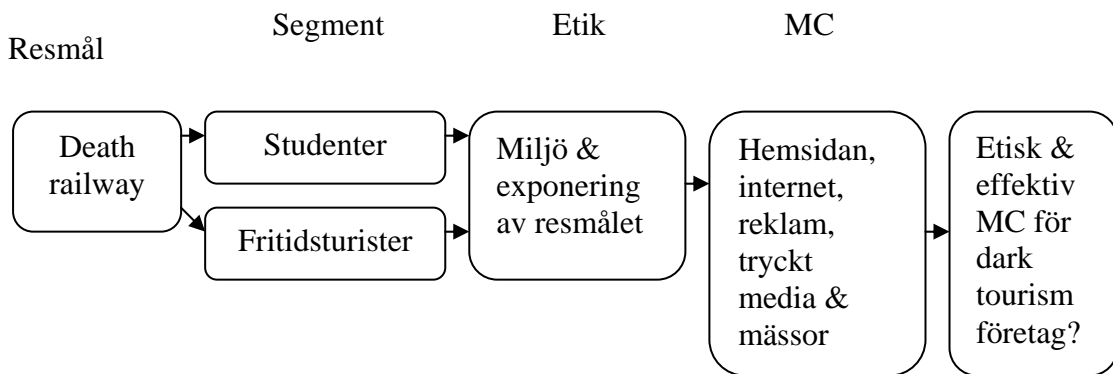 Resmål
Segment
Etik
MC
Death
railway
Studenter
Fritidsturister
Miljö &
exponering
av resmålet
Hemsidan,
internet,
reklam,
tryckt
media &
mässor
Etisk &
effektiv
MC för
dark
tourism
företag?